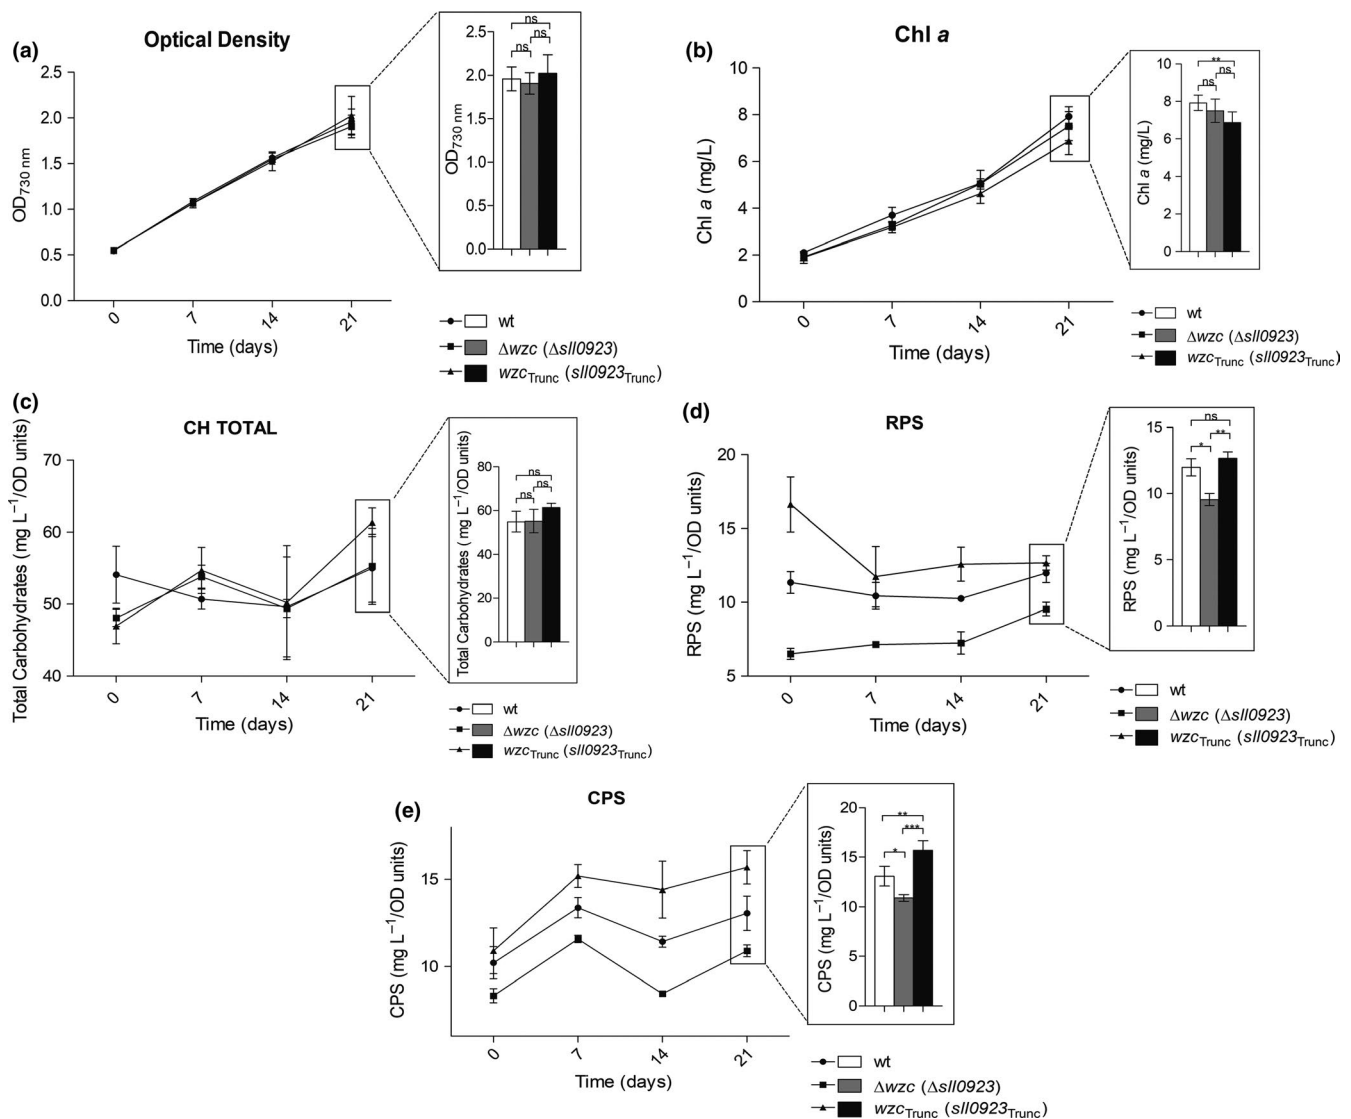 (a)
Optical Density
OD730 nm
2.5
2.0
1.5
1.0
0.5
0.0
0
7
14
21
Time (days)
OD730 nm
2.5
2.0
1.5
1.0
0.5
0.0
ns
ns
ns
wt
Δwzc (Δsll0923)
wzcTrunc (sll0923Trunc)
(b)
Chl a
Chl a (mg/L)
10
8
6
4
2
0
0
7
14
21
Time (days)
Chl a (mg/L)
10
8
6
4
2
0
**
ns
ns
wt
Δwzc (Δsll0923)
wzcTrunc (sll0923Trunc)
(c)
CH TOTAL
Total Carbohydrates (mg L−1/OD units)
70
60
50
40
0
7
14
21
Time (days)
Total Carbohydrates (mg L−1/OD units)
80
60
40
20
0
ns
ns
ns
wt
Δwzc (Δsll0923)
wzcTrunc (sll0923Trunc)
(d)
RPS
RPS (mg L−1/OD units)
20
15
10
5
0
7
14
21
Time (days)
RPS (mg L−1/OD units)
15
10
5
0
ns
*
**
wt
Δwzc (Δsll0923)
wzcTrunc (sll0923Trunc)
(e)
CPS
CPS (mg L−1/OD units)
15
10
0
7
14
21
Time (days)
CPS (mg L−1/OD units)
20
15
10
5
0
**
***
*
wt
Δwzc (Δsll0923)
wzcTrunc (sll0923Trunc)